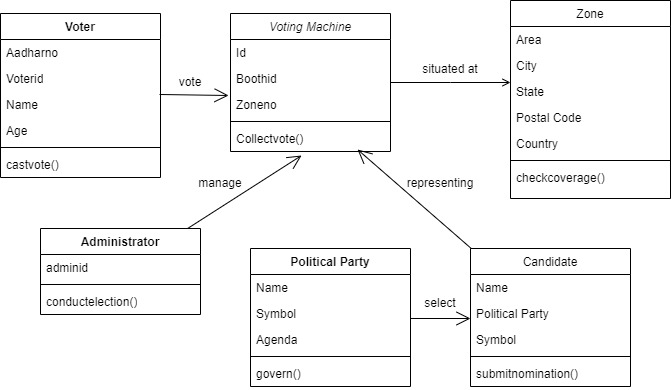 Voter
Aadharno
Voterid
Name
Age
castvote()
vote
Voting Machine
Id
Boothid
Zoneno
Collectvote()
situated at
Zone
Area
City
State
Postal Code
Country
checkcoverage()
manage
representing
Administrator
adminid
conductelection()
Political Party
Name
Symbol
Agenda
govern()
select
Candidate
Name
Political Party
Symbol
submitnomination()